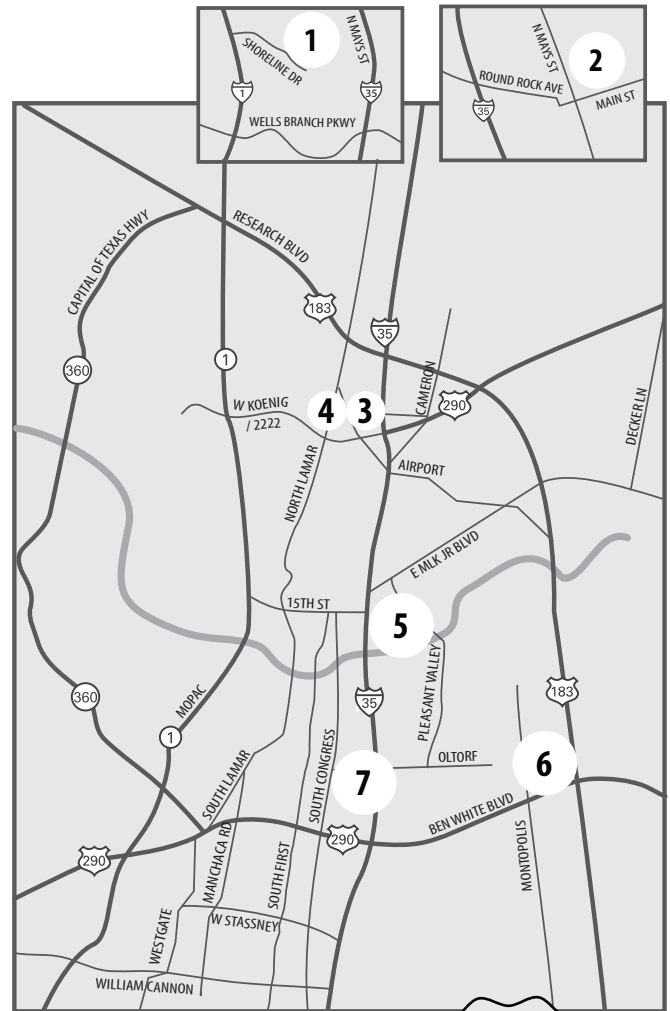 1
N MAYS ST
SHORELINE DR
1
35
WELLS BRANCH PKWY
2
N MAYS ST
ROUND ROCK AVE
MAIN ST
35
CAPITAL OF TEXAS HWY
RESEARCH BLVD
183
35
360
1
CAMERON
290
W KOENIG
/ 2222
4
3
DECKER LN
NORTH LAMAR
AIRPORT
E MLK JR BLVD
15TH ST
5
PLEASANT VALLEY
360
MOPAC
1
35
183
SOUTH LAMAR
SOUTH CONGRESS
OLTORF
6
7
MANCHACA RD
290
BEN WHITE BLVD
290
SOUTH FIRST
MONTOPOLIS
WESTGATE
W STASSNEY
WILLIAM CANNON